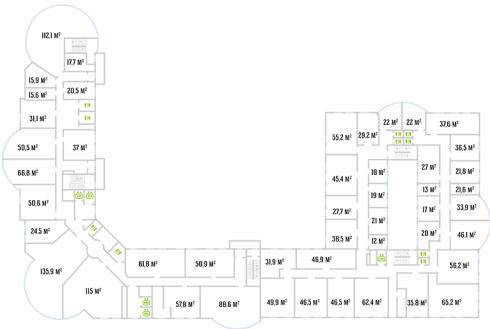 112,1 М²
17,7 М²
15,9 М²
15,6 М²
20,5 М²
31,1 М²
50,5 М²
37 М²
66,8 М²
50,6 М²
24,5 М²
135,9 М²
115 М²
61,8 М²
50,9 М²
57,8 М²
88,6 М²
31,9 М²
46,9 М²
49,9 М²
46,5 М²
46,5 М²
62,4 М²
35,8 М²
65,2 М²
56,2 М²
55,2 М²
29,2 М²
22 М²
22 М²
37,6 М²
36,5 М²
45,4 М²
18 М²
27 М²
21,8 М²
19 М²
13 М²
21,6 М²
22,7 М²
21 М²
17 М²
33,9 М²
38,5 М²
12 М²
20 М²
46,1 М²